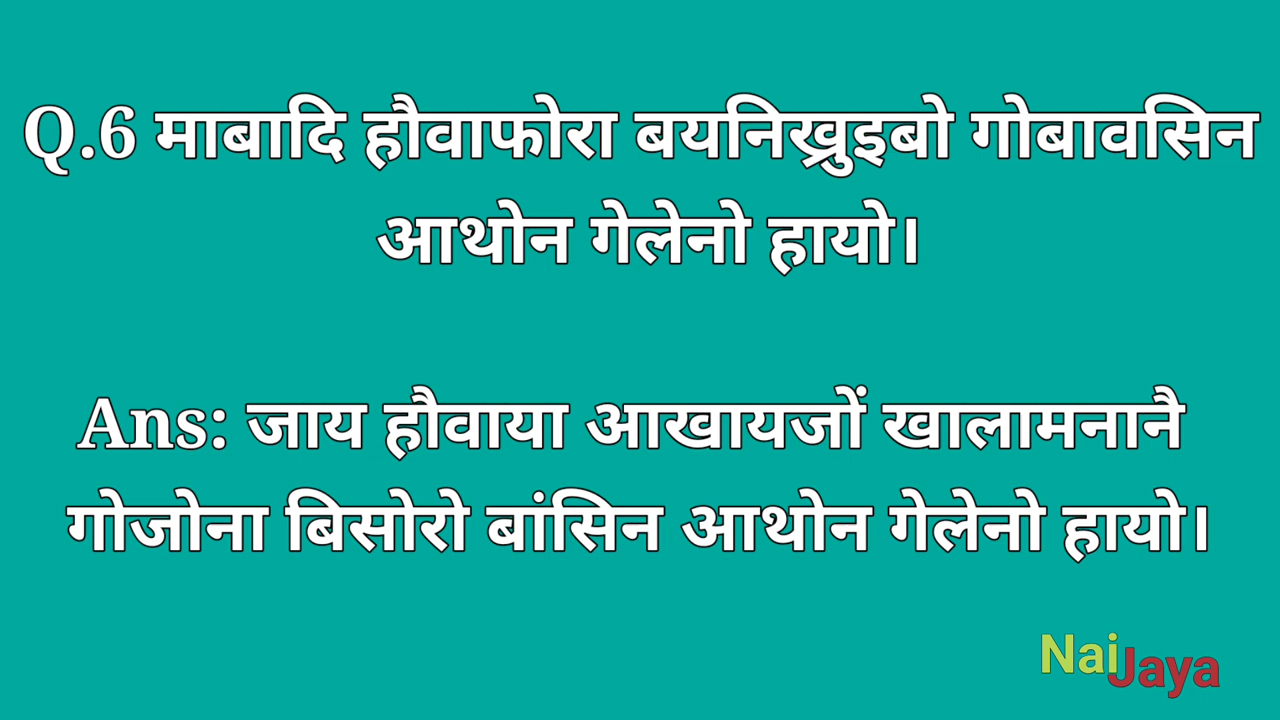 Q.6 माबादि हौवाफोरा बयनिख्रुइबो गोबावसिन
आथोन गेलेनो हायो।
Ans: जाय हौवाया आखायजों खालामनानै
गोजोना बिसोरो बांसिन आथोन गेलेनो हायो।
NaiJaya